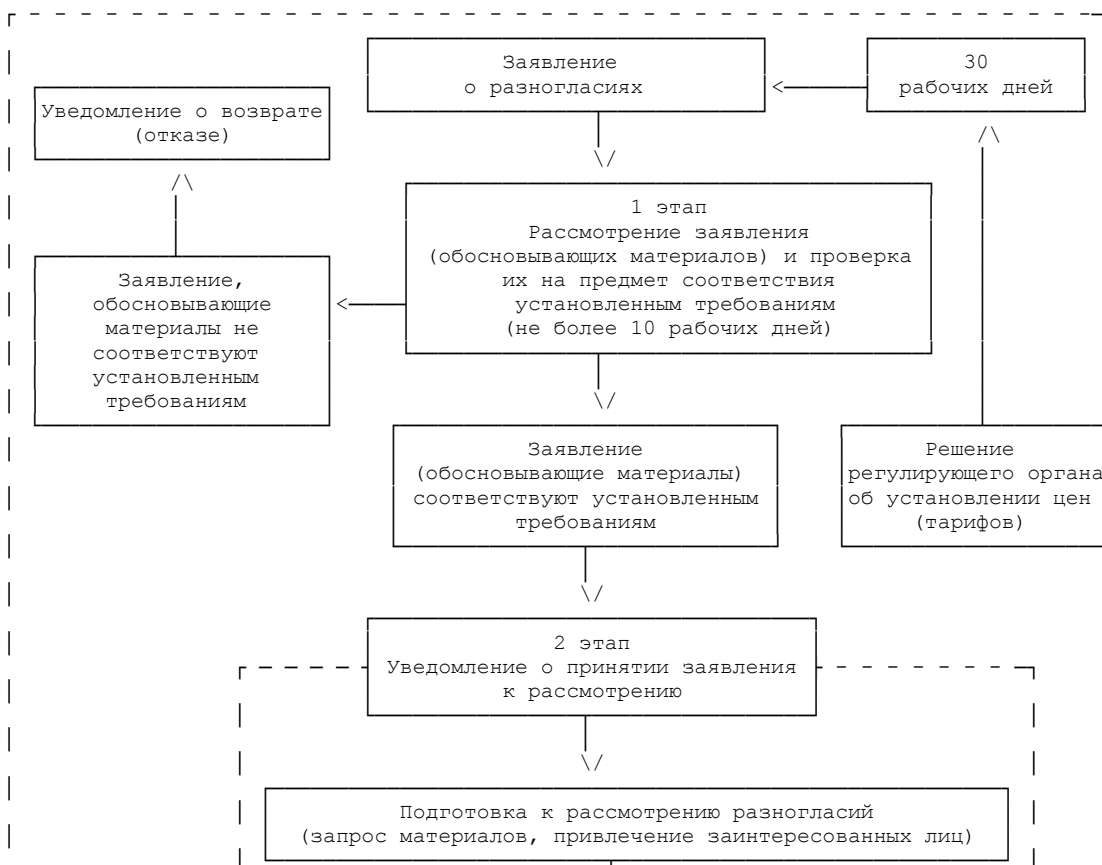 Заявление
о разногласиях
30
рабочих дней
Уведомление о возврате
(отказе)
1 этап
Рассмотрение заявления
(обосновывающих материалов) и проверка
их на предмет соответствия
установленным требованиям
(не более 10 рабочих дней)
Заявление,
обосновывающие
материалы не
соответствуют
установленным
требованиям
Заявление
(обосновывающие материалы)
соответствуют установленным
требованиям
Решение
регулирующего органа
об установлении цен
(тарифов)
2 этап
Уведомление о принятии заявления
к рассмотрению
Подготовка к рассмотрению разногласий
(запрос материалов, привлечение заинтересованных лиц)